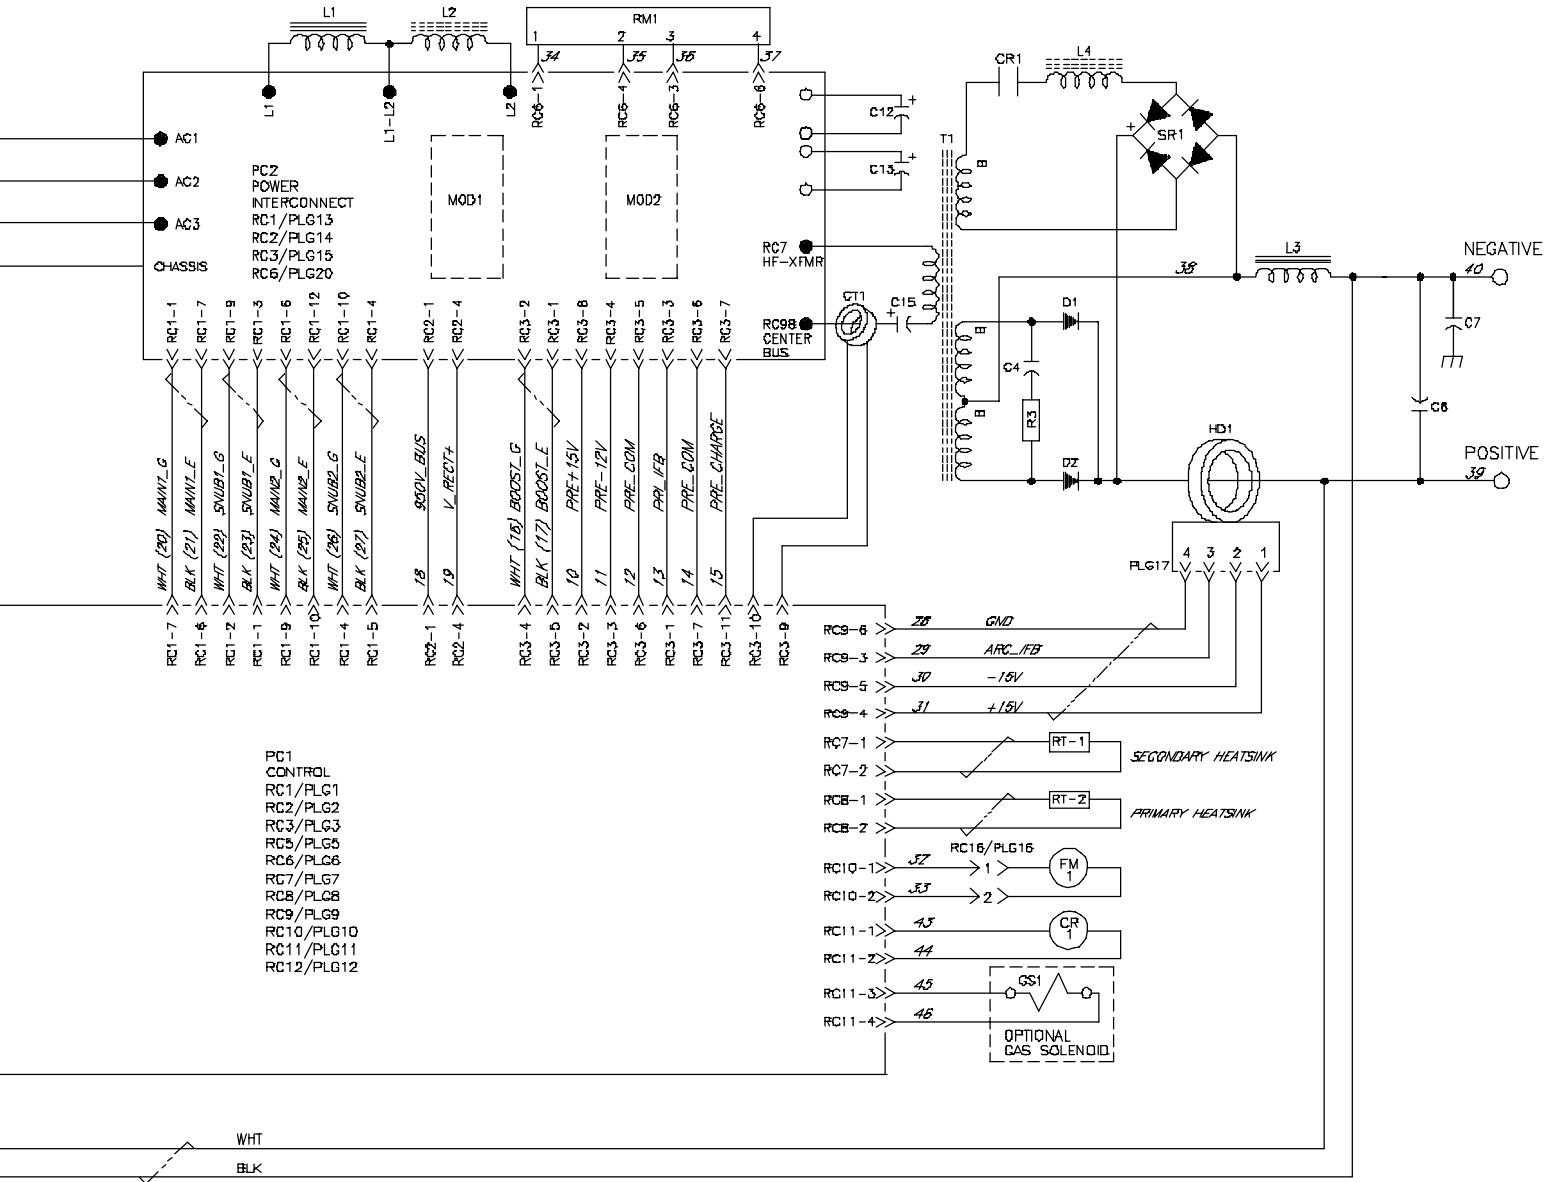 L1
L2
RM1
1 2 3 4
34 35 36 37
L1
L1-L2
L2
RC6-1
RC6-4
RC6-3
RC6-6
AC1
AC2
AC3
CHASSIS
PC2
POWER
INTERCONNECT
RC1/PLG13
RC2/PLG14
RC3/PLG15
RC6/PLG20
MOD1
MOD2
C12 +
C13 +
RC7
HF-XFMR
RC98
CENTER
BUS
CT1
C15 +
T1
B
B
B
CR1
L4
SR1 +
38
L3
NEGATIVE
40
D1
C4
R3
D2
C7
C6
HD1
POSITIVE
39
RC1-1
RC1-7
RC1-9
RC1-3
RC1-6
RC1-12
RC1-10
RC1-4
RC2-1
RC2-4
RC3-2
RC3-1
RC3-8
RC3-4
RC3-5
RC3-3
RC3-6
RC3-7
WHT (20) MAIN1_G
BLK (21) MAIN1_E
WHT (22) SNUB1_G
BLK (23) SNUB1_E
WHT (24) MAIN2_G
BLK (25) MAIN2_E
WHT (26) SNUB2_G
BLK (27) SNUB2_E
18 950V_BUS
19 V_RECT+
WHT (16) BOOST_G
BLK (17) BOOST_E
10 PRE+15V
11 PRE-12V
12 PRE_COM
13 PRI_IFB
14 PRE_COM
15 PRE_CHARGE
RC1-7
RC1-6
RC1-2
RC1-1
RC1-9
RC1-10
RC1-4
RC1-5
RC2-1
RC2-4
RC3-4
RC3-5
RC3-2
RC3-3
RC3-6
RC3-1
RC3-7
RC3-11
RC3-10
RC3-9
PLG17
4 3 2 1
RC9-6 28 GND
RC9-3 29 ARC_IFB
RC9-5 30 -15V
RC9-4 31 +15V
RC7-1 RT-1
RC7-2
SECONDARY HEATSINK
RC8-1 RT-2
RC8-2
PRIMARY HEATSINK
RC16/PLG16
RC10-1 32 1 FM 1
RC10-2 33 2
RC11-1 43 CR 1
RC11-2 44
RC11-3 45 GS1
RC11-4 46
OPTIONAL
GAS SOLENOID
PC1
CONTROL
RC1/PLG1
RC2/PLG2
RC3/PLG3
RC5/PLG5
RC6/PLG6
RC7/PLG7
RC8/PLG8
RC9/PLG9
RC10/PLG10
RC11/PLG11
RC12/PLG12
WHT
BLK